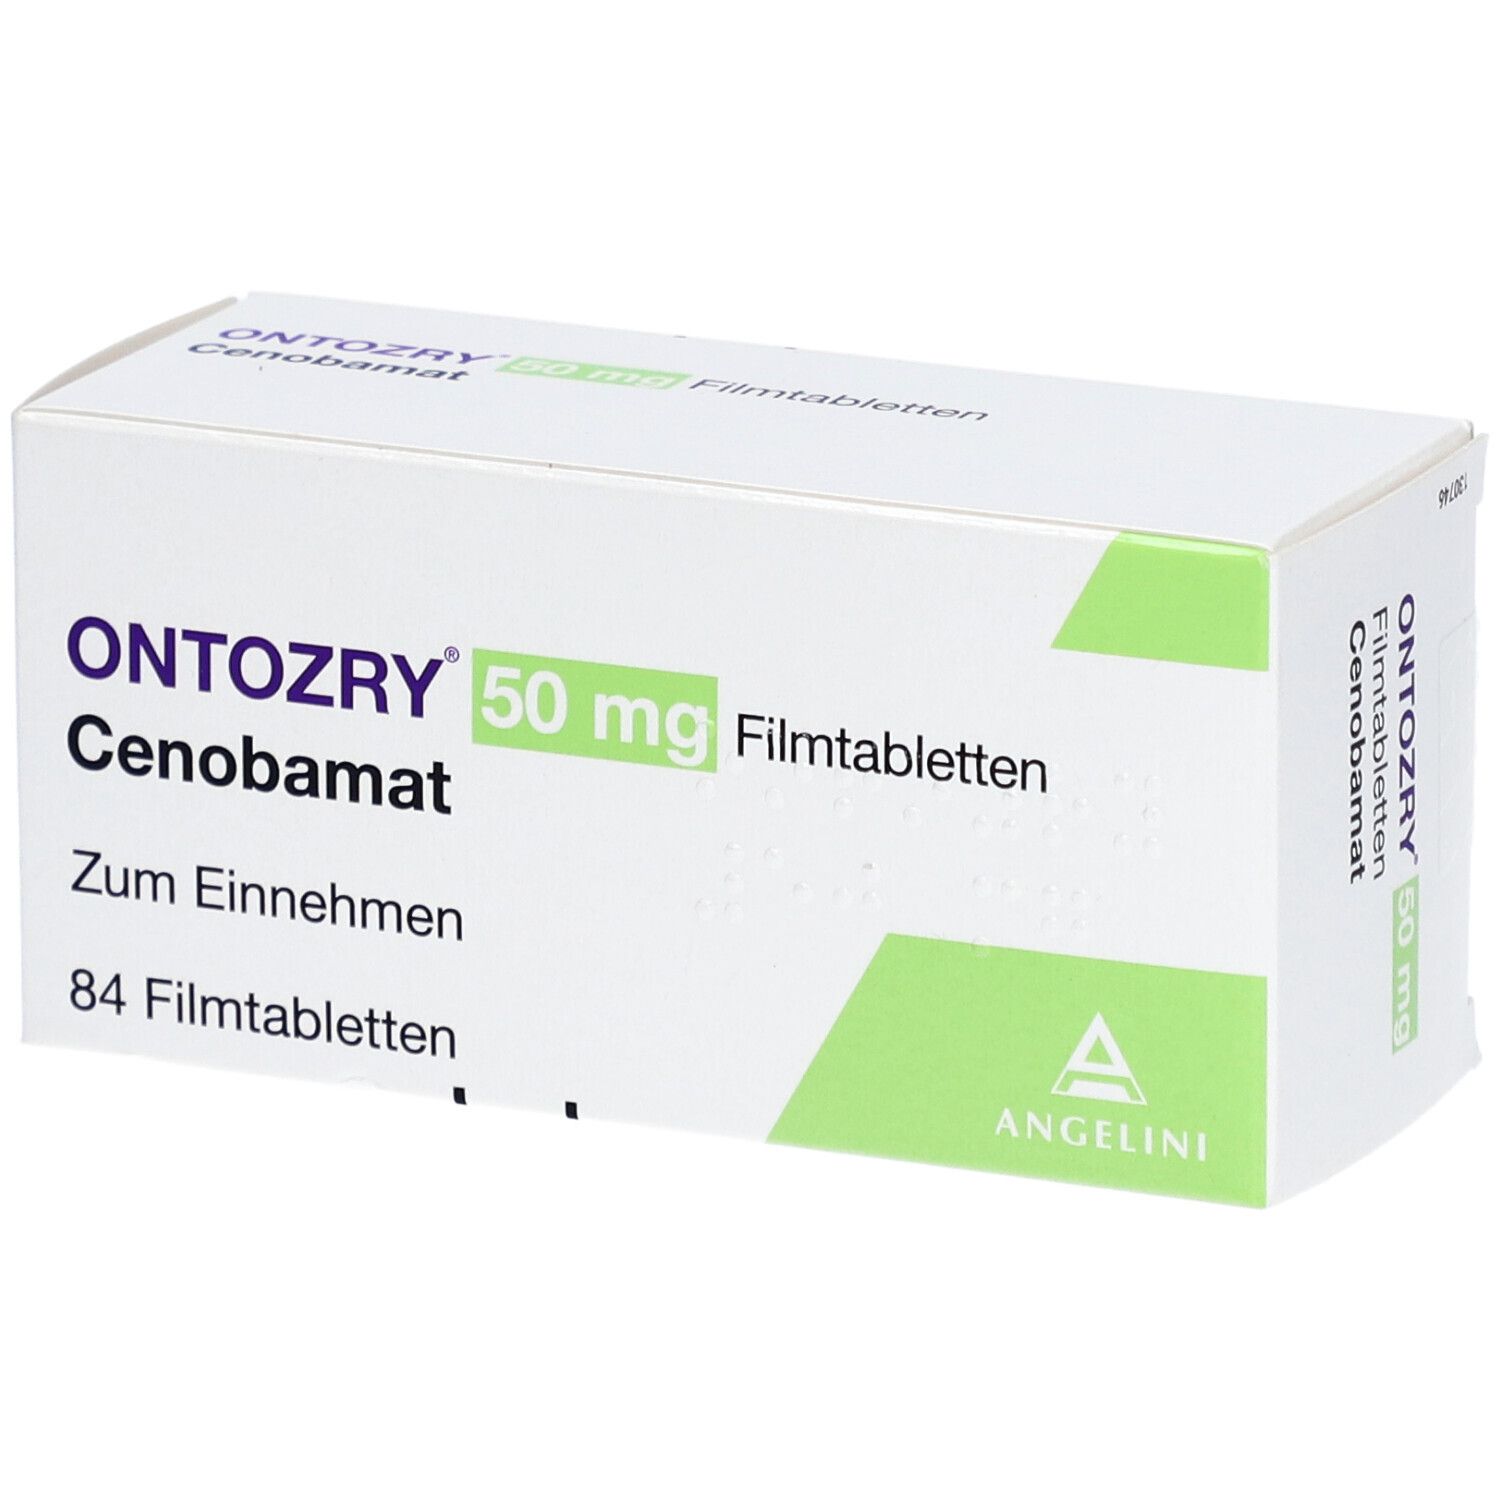 ONTOZRY® 50 mg Filmtabletten
Cenobamat
ONTOZRY® 50 mg Filmtabletten
Cenobamat
Zum Einnehmen
84 Filmtabletten
ANGELINI
130746
ONTOZRY® 50 mg
Filmtabletten
Cenobamat